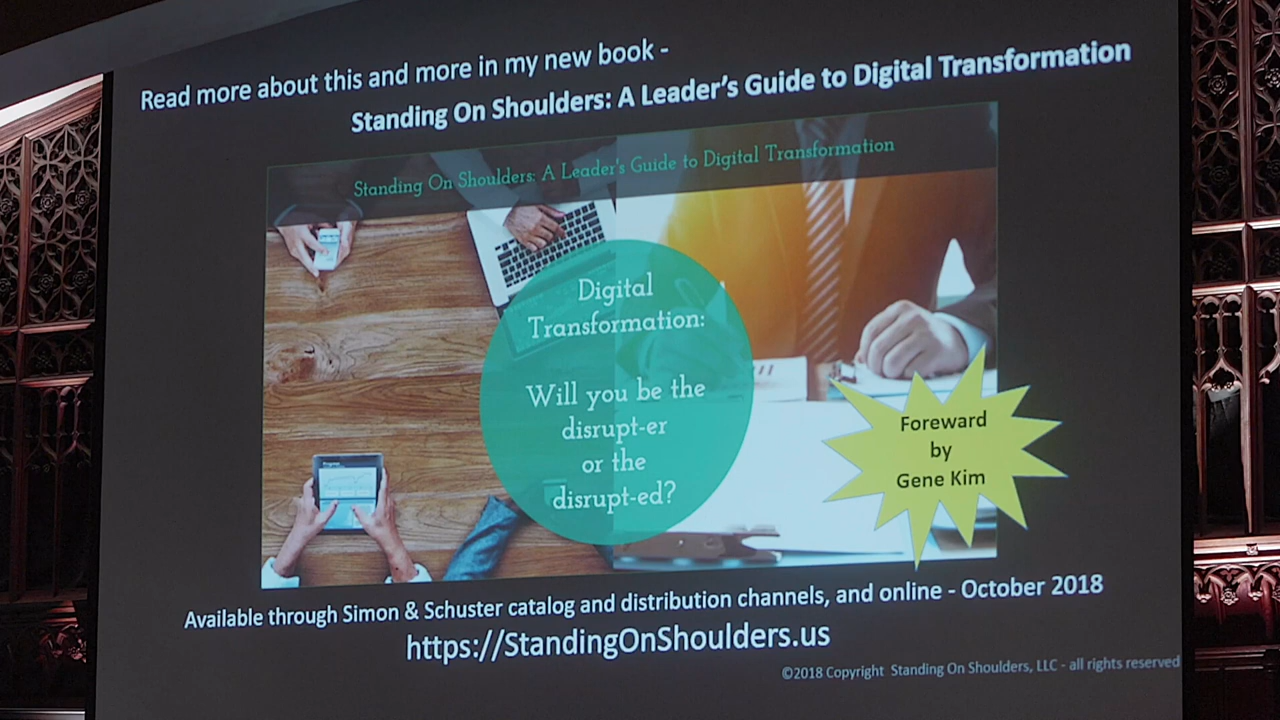 Read more about this and more in my new book -
Standing On Shoulders: A Leader's Guide to Digital Transformation
Standing On Shoulders: A Leader's Guide to Digital Transformation
Digital
Transformation:
Will you be the
disrupt-er
or the
disrupt-ed?
Foreward
by
Gene Kim
Available through Simon & Schuster catalog and distribution channels, and online - October 2018
https://StandingOnShoulders.us
©2018 Copyright Standing On Shoulders, LLC - all rights reserved